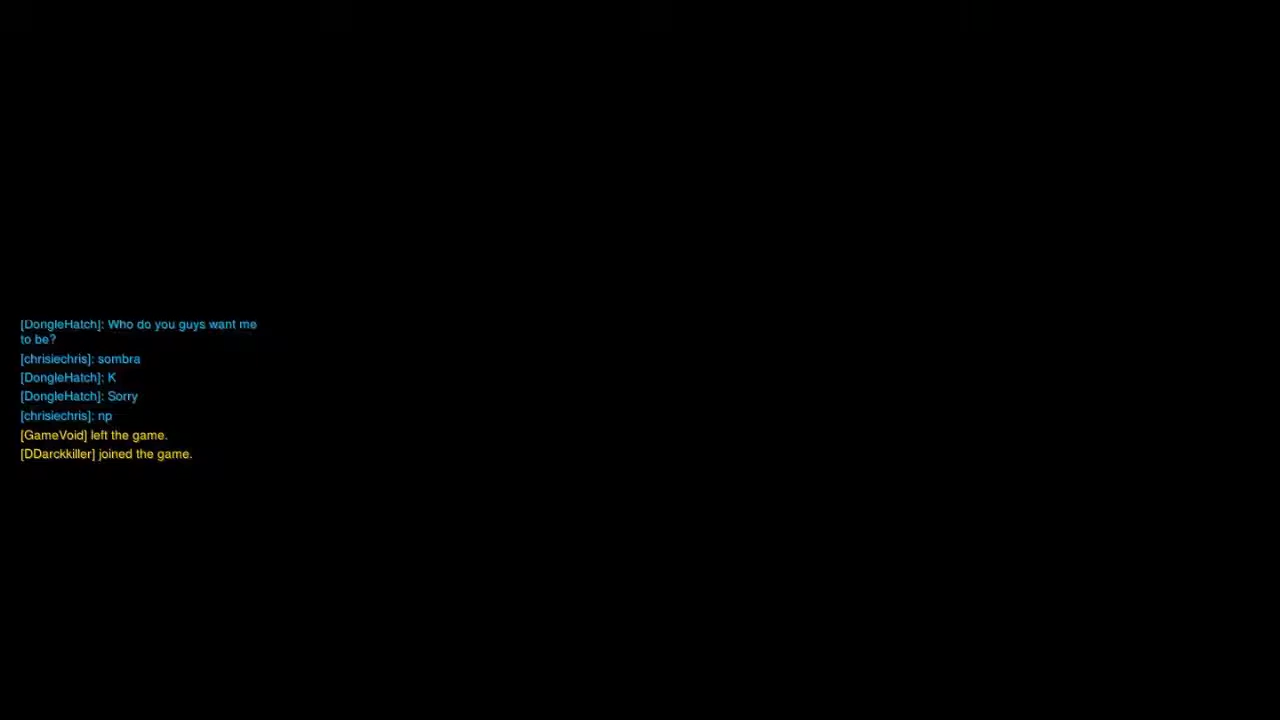 [DongleHatch]: Who do you guys want me
to be?
[chrisiechris]: sombra
[DongleHatch]: K
[DongleHatch]: Sorry
[chrisiechris]: np
[GameVoid] left the game.
[DDarckkiller] joined the game.